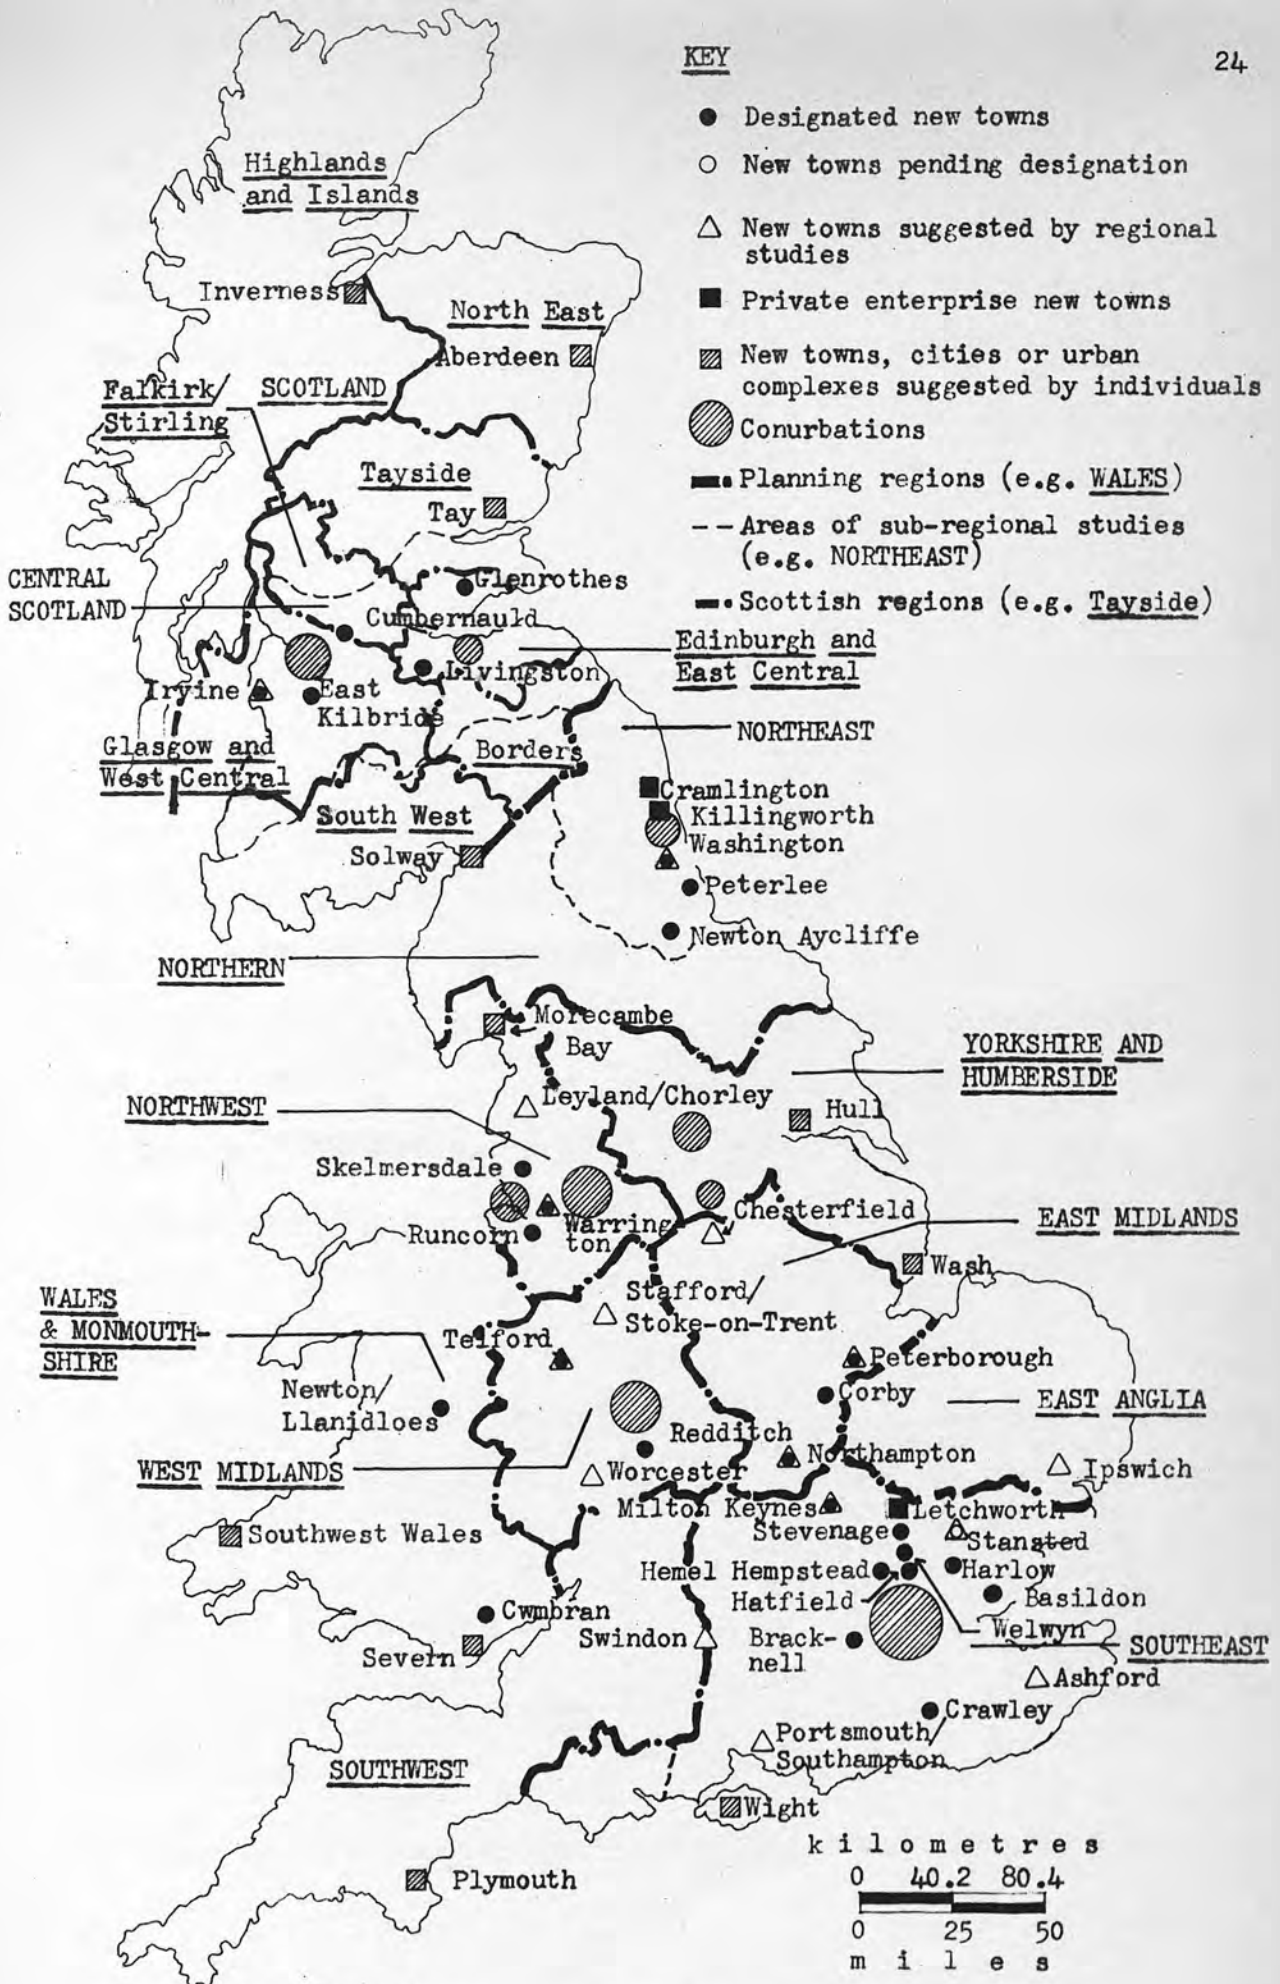 KEY
24
Designated new towns
New towns pending designation
New towns suggested by regional
studies
Private enterprise new towns
New towns, cities or urban
complexes suggested by individuals
Conurbations
Planning regions (e.g. WALES)
Areas of sub-regional studies
(e.g. NORTHEAST)
Scottish regions (e.g. Tayside)
Highlands
and Islands
Inverness
North East
Aberdeen
Falkirk/
Stirling
SCOTLAND
Tayside
Tay
CENTRAL
SCOTLAND
Glenrothes
Cumbernauld
Edinburgh and
East Central
Livingston
Irvine
East
Kilbride
NORTHEAST
Glasgow and
West Central
Borders
Cramlington
South West
Killingworth
Washington
Solway
Peterlee
Newton Aycliffe
NORTHERN
Morecambe
Bay
YORKSHIRE AND
HUMBERSIDE
Leyland/Chorley
NORTHWEST
Hull
Skelmersdale
Chesterfield
Warring
ton
Runcorn
EAST MIDLANDS
Wash
WALES
& MONMOUTH-
SHIRE
Stafford/
Stoke-on-Trent
Telford
Peterborough
Newton/
Llanidloes
Corby
EAST ANGLIA
Redditch
Northampton
WEST MIDLANDS
Worcester
Ipswich
Milton Keynes
Letchworth
Southwest Wales
Stevenage
Stansted
Hemel Hempstead
Harlow
Hatfield
Basildon
Cwmbran
Swindon
Brack-
nell
Welwyn
SOUTHEAST
Severn
Ashford
Crawley
Portsmouth/
Southampton
SOUTHWEST
Wight
Plymouth
kilometres
0 40.2 80.4
0 25 50
miles